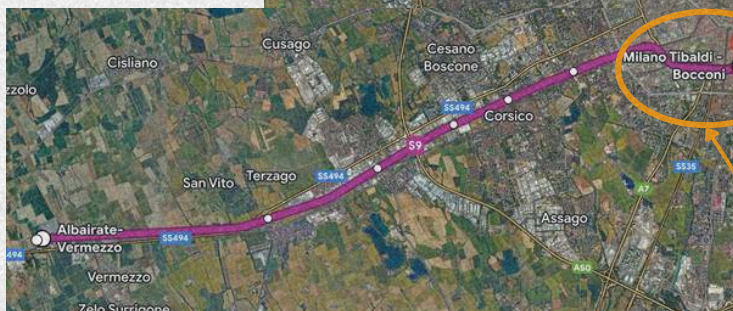 Cusago
Cisliano
Cesano
Boscone
Milano Tibaldi -
Bocconi
zzolo
SS494
Corsico
S9
SS494
Terzago
San Vito
SS35
A7
Albairate-
Vermezzo
SS494
Assago
494
A50
Vermezzo
Zelo Surrigone